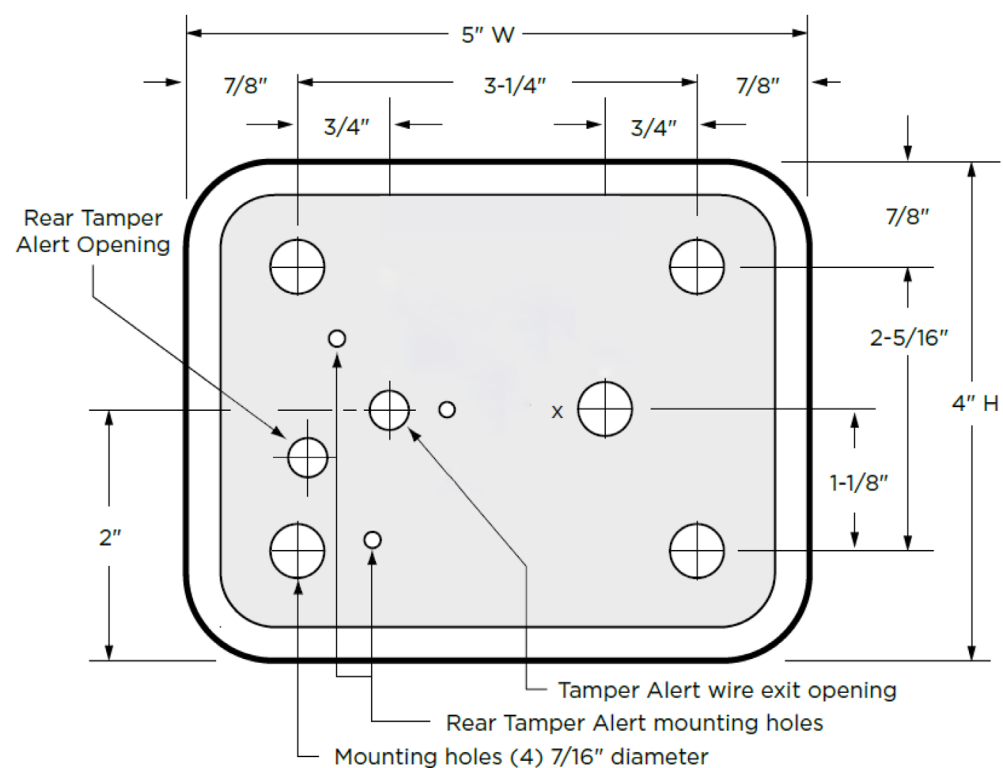 5" W
7/8"
3-1/4"
7/8"
3/4"
3/4"
Rear Tamper
Alert Opening
7/8"
2-5/16"
4" H
x
1-1/8"
2"
Tamper Alert wire exit opening
Rear Tamper Alert mounting holes
Mounting holes (4) 7/16" diameter